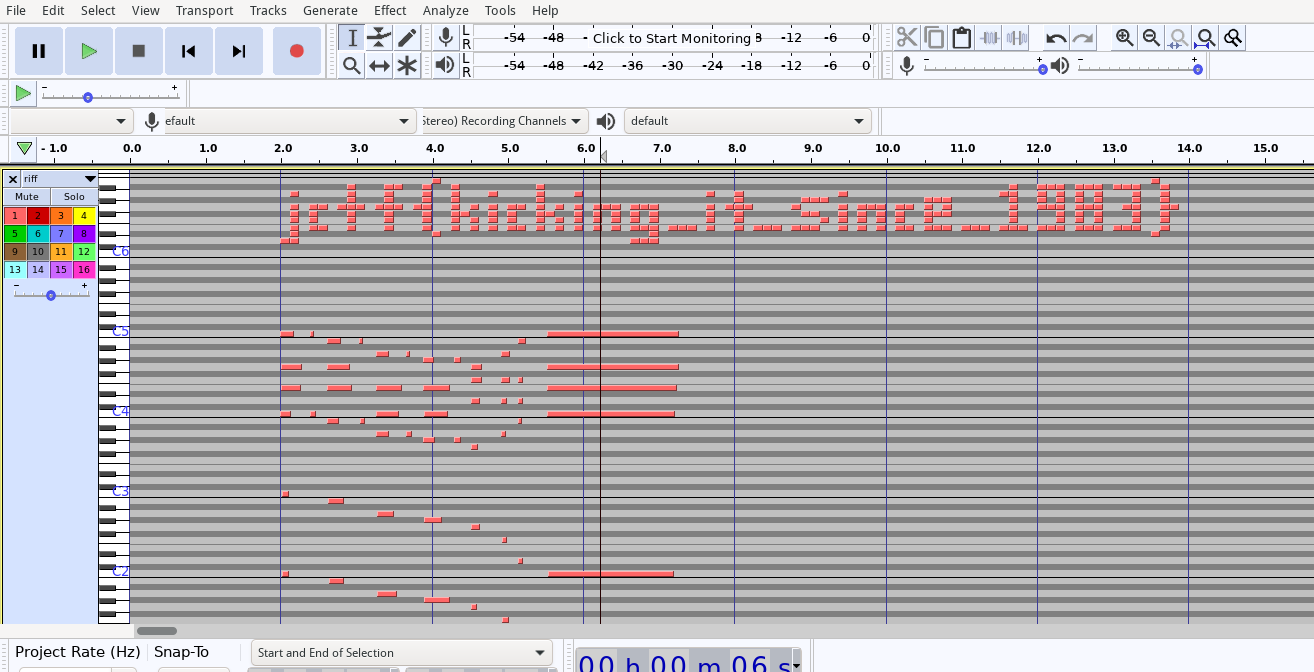 File Edit Select View Transport Tracks Generate Effect Analyze Tools Help
L R -54 -48 - Click to Start Monitoring 8 -12 -6 0
L R -54 -48 -42 -36 -30 -24 -18 -12 -6 0
- +
efault Stereo) Recording Channels default
- 1.0 0.0 1.0 2.0 3.0 4.0 5.0 6.0 7.0 8.0 9.0 10.0 11.0 12.0 13.0 14.0 15.0
riff
Mute Solo
1 2 3 4
5 6 7 8
9 10 11 12
13 14 15 16
- +
C6
C5
C4
C3
C2
Project Rate (Hz) Snap-To Start and End of Selection
00 h 00 m 06 s